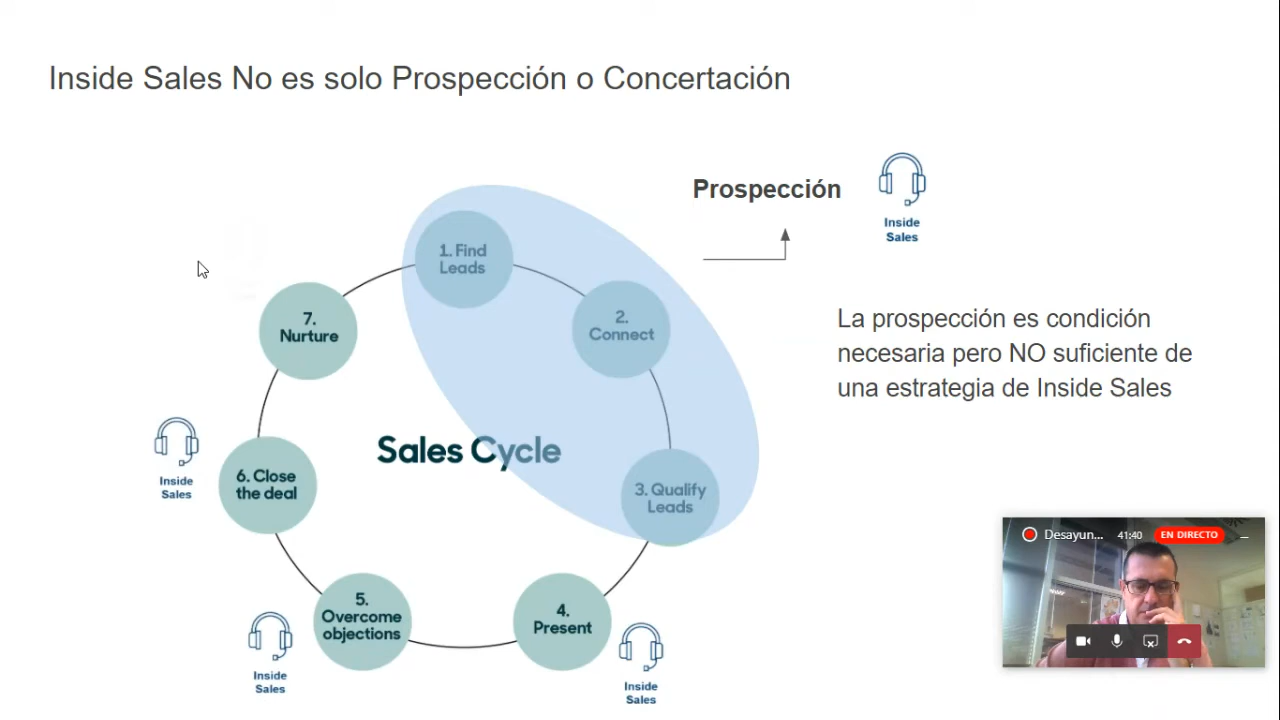 Inside Sales No es solo Prospección o Concertación
Prospección
Inside
Sales
1. Find
Leads
2.
Connect
7.
Nurture
La prospección es condición
necesaria pero NO suficiente de
una estrategia de Inside Sales
Sales Cycle
Inside
Sales
6. Close
the deal
3. Qualify
Leads
Desayun...
41:40
EN DIRECTO
5.
Overcome
objections
4.
Present
Inside
Sales
Inside
Sales